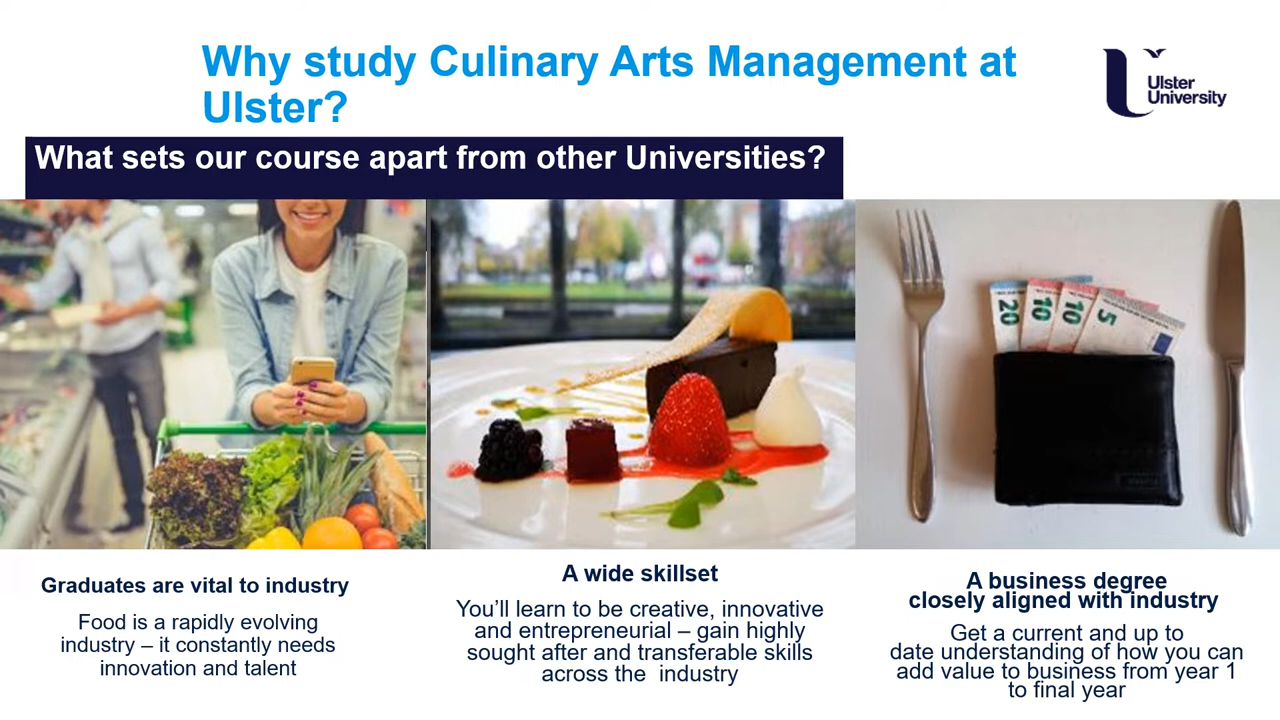 Why study Culinary Arts Management at
Ulster?
Ulster
University
What sets our course apart from other Universities?
20
10
10
5
Graduates are vital to industry
Food is a rapidly evolving
industry – it constantly needs
innovation and talent
A wide skillset
You’ll learn to be creative, innovative
and entrepreneurial – gain highly
sought after and transferable skills
across the  industry
A business degree
closely aligned with industry
Get a current and up to
date understanding of how you can
add value to business from year 1
to final year